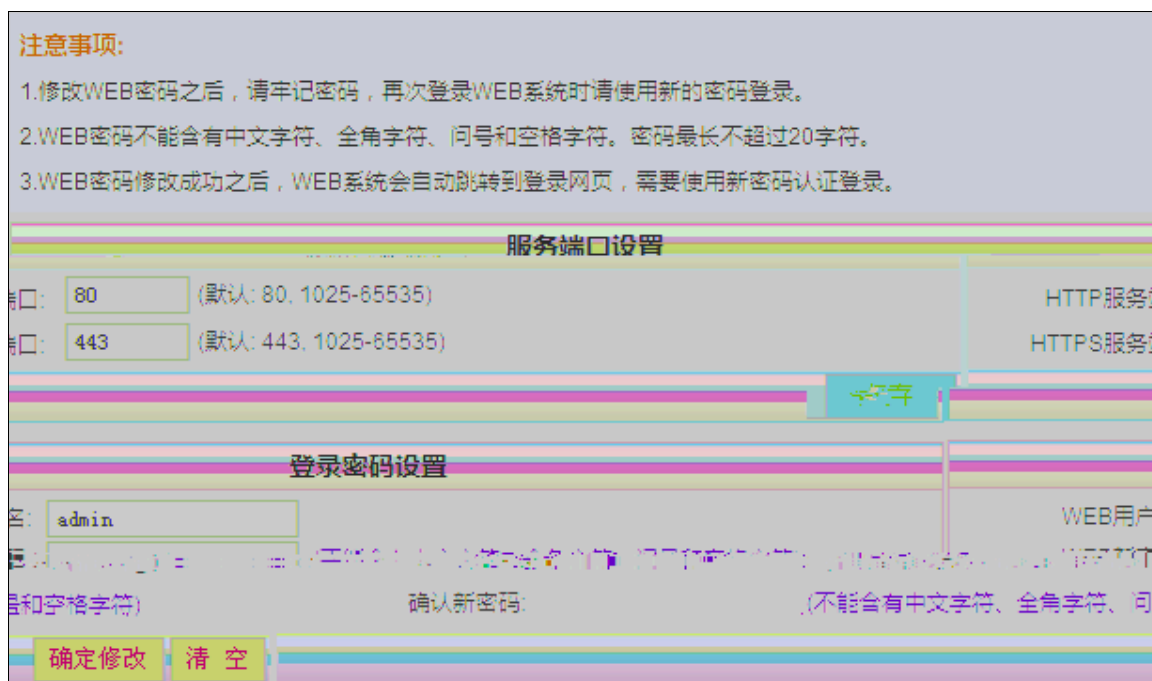 注意事项:
1.修改WEB密码之后，请牢记密码，再次登录WEB系统时请使用新的密码登录。
2.WEB密码不能含有中文字符、全角字符、问号和空格字符。密码最长不超过20字符。
3.WEB密码修改成功之后，WEB系统会自动跳转到登录网页，需要使用新密码认证登录。
服务端口设置
口: 80 (默认: 80, 1025-65535) HTTP服务
口: 443 (默认: 443, 1025-65535) HTTPS服务
登录密码设置
名: admin WEB用户
和空格字符) 确认新密码: (不能含有中文字符、全角字符、问
确定修改 清 空